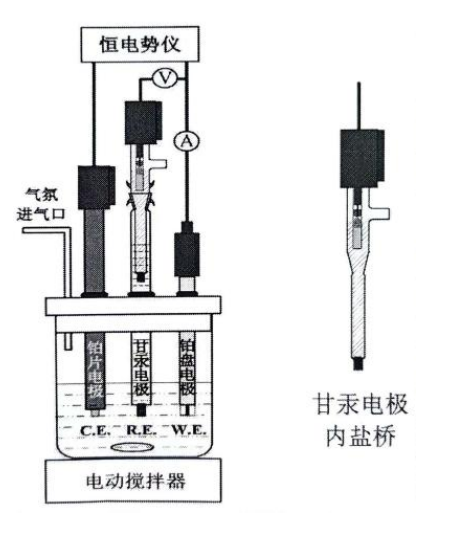 恒电势仪
V
A
气氛
进气口
铂片电极
甘汞电极
铂盘电极
C.E. R.E. W.E.
电动搅拌器
甘汞电极
内盐桥